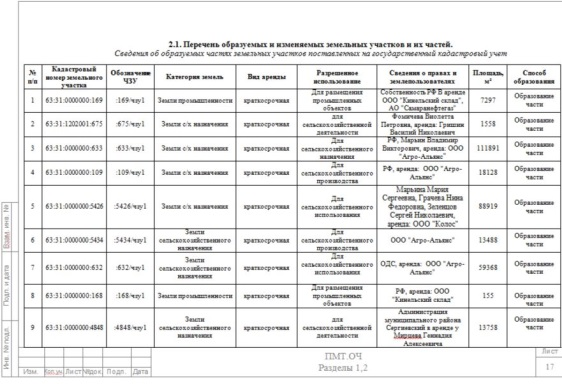 2.1. Перечень образуемых и изменяемых земельных участков и их частей.
Сведения об образуемых частях земельных участков поставленных на государственный кадастровый учет
№ п/п | Кадастровый номер земельного участка | Обозначение ЧЗУ | Категория земель | Вид аренды | Разрешенное использование | Сведения о правах и землепользователях | Площадь, м² | Способ образования
1 | 63:31:0000000:169 | :169/чзу1 | Земли промышленности | краткосрочная | Для размещения промышленных объектов | Собственность РФ В аренде ООО "Кинельский склад", АО "Самаранефтегаз" | 7297 | Образование части
2 | 63:31:1202001:675 | :675/чзу1 | Земли с/х назначения | краткосрочная | для сельскохозяйственной деятельности | Фомичева Виолетта Петровна, аренда: Гришин Василий Николаевич | 1558 | Образование части
3 | 63:31:0000000:633 | :633/чзу1 | Земли с/х назначения | краткосрочная | Для сельскохозяйственного назначения | РФ, Марьин Владимир Викторович, аренда: ООО "Агро-Альянс" | 111891 | Образование части
4 | 63:31:0000000:109 | :109/чзу1 | Земли с/х назначения | краткосрочная | Для сельскохозяйственного производства | РФ, аренда: ООО "Агро-Альянс" | 18128 | Образование части
5 | 63:31:0000000:5426 | :5426/чзу1 | Земли с/х назначения | краткосрочная | Для сельскохозяйственного использования | Марьина Мария Сергеевна, Грачева Нина Федоровна, Зеленцов Сергей Николаевич, аренда: ООО "Колос" | 88919 | Образование части
6 | 63:31:0000000:5434 | :5434/чзу1 | Земли сельскохозяйственного назначения | краткосрочная | Для сельскохозяйственного производства | ООО "Агро-Альянс" | 13488 | Образование части
7 | 63:31:0000000:632 | :632/чзу1 | Земли сельскохозяйственного назначения | краткосрочная | Для сельскохозяйственного использования | ОДС, аренда: ООО "Агро-Альянс" | 59368 | Образование части
8 | 63:31:0000000:168 | :168/чзу1 | Земли промышленности | краткосрочная | Для размещения промышленных объектов | РФ, аренда: ООО "Кинельский склад" | 155 | Образование части
9 | 63:31:0000000:4848 | :4848/чзу1 | Земли сельскохозяйственного назначения | краткосрочная | для сельскохозяйственной деятельности | Администрация муниципального района Сергиевский в аренде у Мирцева Геннадия Алексеевича | 13758 | Образование части
Взам. инв. №
Подп. и дата
Инв. № подл.
Изм. Кол.уч Лист №док. Подп. Дата
ПМТ.ОЧ
Разделы 1,2
Лист
17